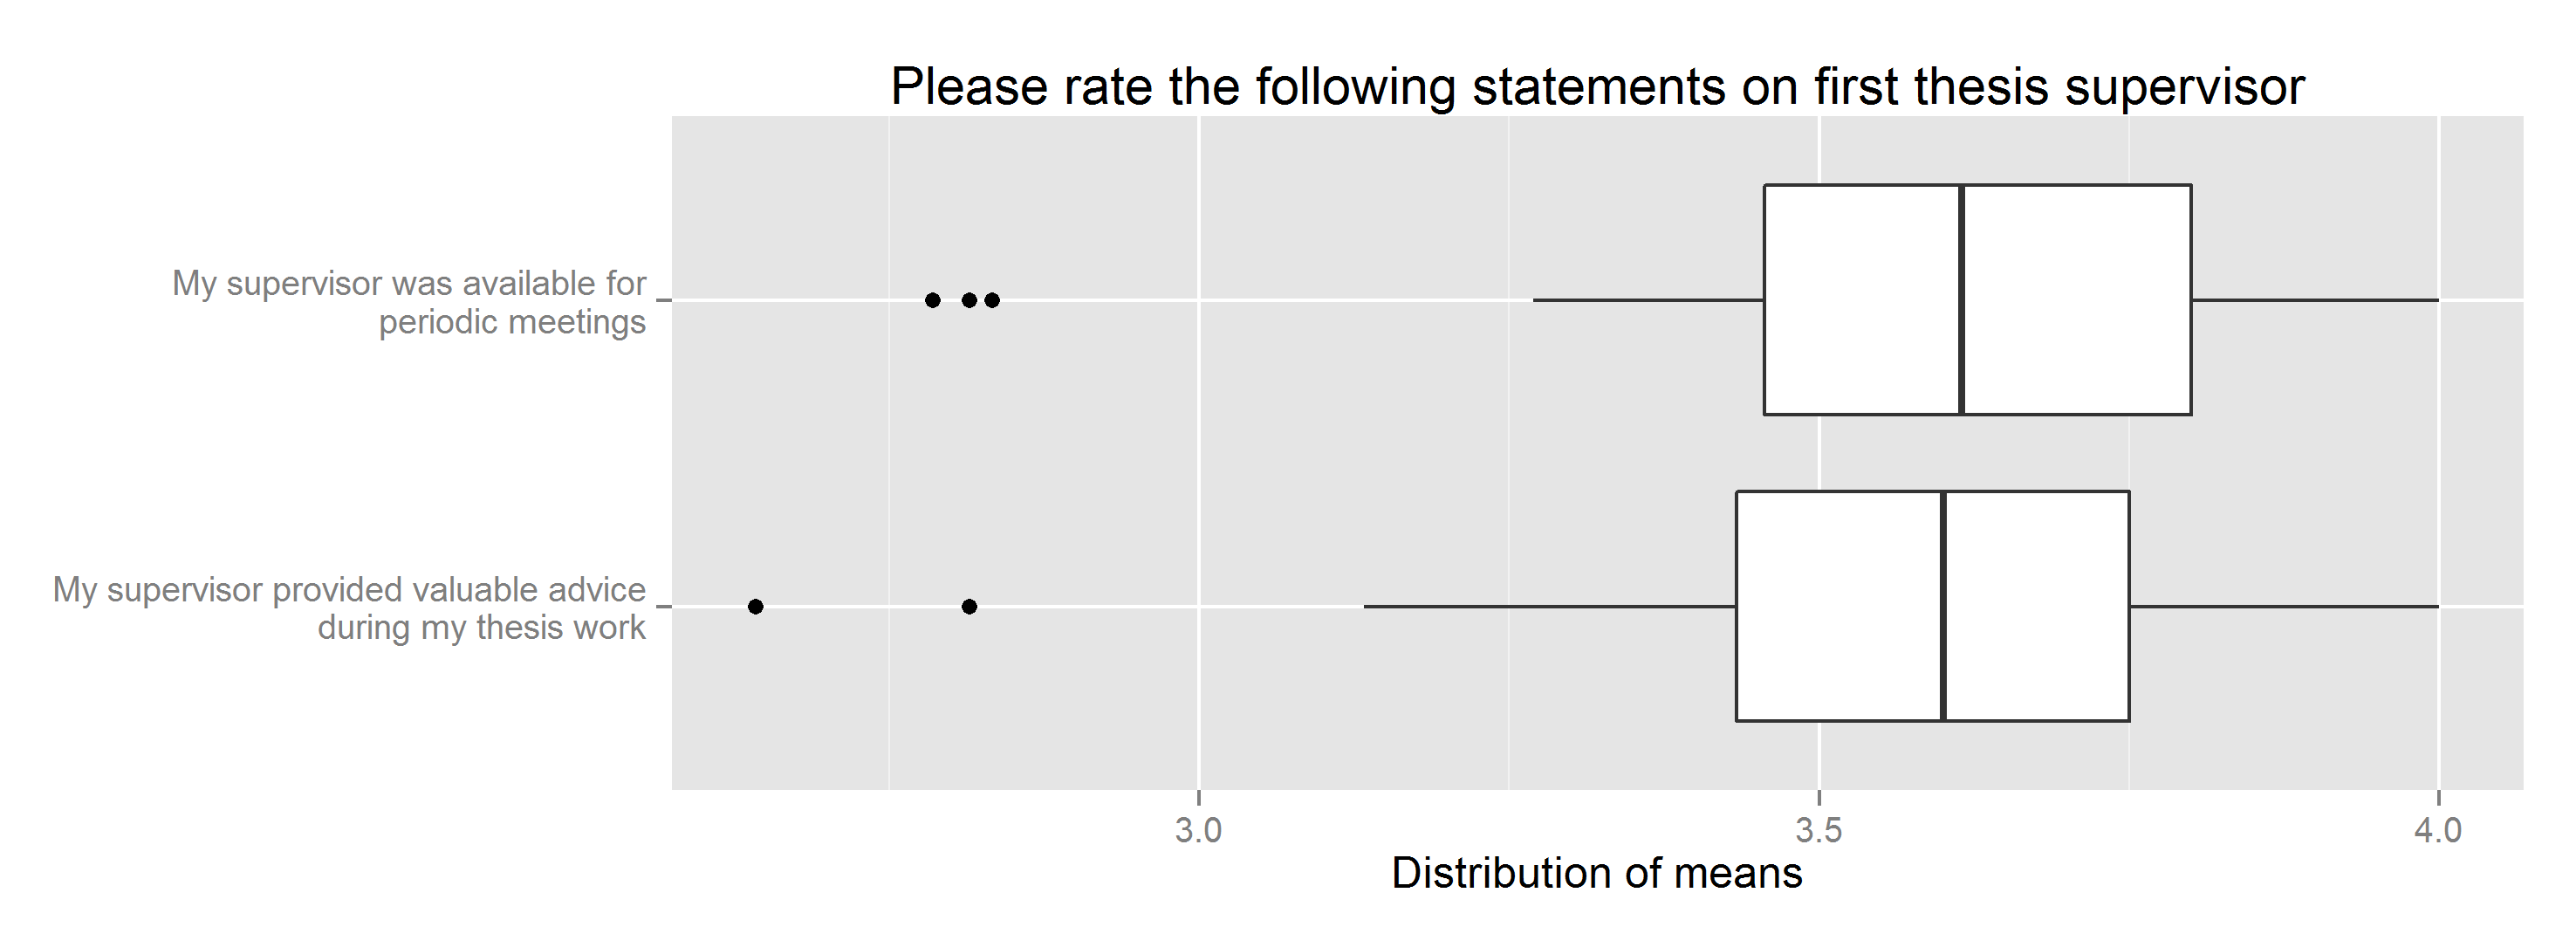 Please rate the following statements on first thesis supervisor
My supervisor was available for
periodic meetings
My supervisor provided valuable advice
during my thesis work
3.0
3.5
4.0
Distribution of means